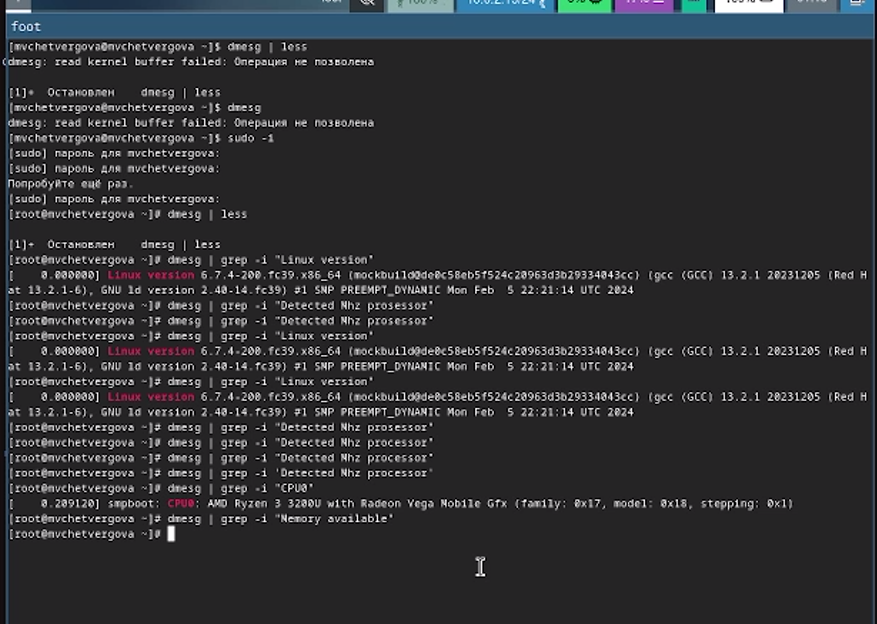 10.0.2.15/24
foot
[mvchetvergova@mvchetvergova ~]$ dmesg | less
dmesg: read kernel buffer failed: Операция не позволена
[1]+  Остановлен    dmesg | less
[mvchetvergova@mvchetvergova ~]$ dmesg
dmesg: read kernel buffer failed: Операция не позволена
[mvchetvergova@mvchetvergova ~]$ sudo -i
[sudo] пароль для mvchetvergova:
[sudo] пароль для mvchetvergova:
Попробуйте ещё раз.
[sudo] пароль для mvchetvergova:
[root@mvchetvergova ~]# dmesg | less
[1]+  Остановлен    dmesg | less
[root@mvchetvergova ~]# dmesg | grep -i "Linux version"
[    0.000000] Linux version 6.7.4-200.fc39.x86_64 (mockbuild@de0c58eb5f524c20963d3b29334043cc) (gcc (GCC) 13.2.1 20231205 (Red H
at 13.2.1-6), GNU ld version 2.40-14.fc39) #1 SMP PREEMPT_DYNAMIC Mon Feb  5 22:21:14 UTC 2024
[root@mvchetvergova ~]# dmesg | grep -i "Detected Mhz prosessor"
[root@mvchetvergova ~]# dmesg | grep -i "Detected Mhz prosessor"
[root@mvchetvergova ~]# dmesg | grep -i "Linux version"
[    0.000000] Linux version 6.7.4-200.fc39.x86_64 (mockbuild@de0c58eb5f524c20963d3b29334043cc) (gcc (GCC) 13.2.1 20231205 (Red H
at 13.2.1-6), GNU ld version 2.40-14.fc39) #1 SMP PREEMPT_DYNAMIC Mon Feb  5 22:21:14 UTC 2024
[root@mvchetvergova ~]# dmesg | grep -i "Linux version"
[    0.000000] Linux version 6.7.4-200.fc39.x86_64 (mockbuild@de0c58eb5f524c20963d3b29334043cc) (gcc (GCC) 13.2.1 20231205 (Red H
at 13.2.1-6), GNU ld version 2.40-14.fc39) #1 SMP PREEMPT_DYNAMIC Mon Feb  5 22:21:14 UTC 2024
[root@mvchetvergova ~]# dmesg | grep -i "Detected Mhz prosessor"
[root@mvchetvergova ~]# dmesg | grep -i "Detected Mhz processor"
[root@mvchetvergova ~]# dmesg | grep -i "Detected Mhz processor"
[root@mvchetvergova ~]# dmesg | grep -i 'Detected Mhz processor'
[root@mvchetvergova ~]# dmesg | grep -i "CPU0"
[    0.209120] smpboot: CPU0: AMD Ryzen 3 3200U with Radeon Vega Mobile Gfx (family: 0x17, model: 0x18, stepping: 0x1)
[root@mvchetvergova ~]# dmesg | grep -i "Memory available"
[root@mvchetvergova ~]#